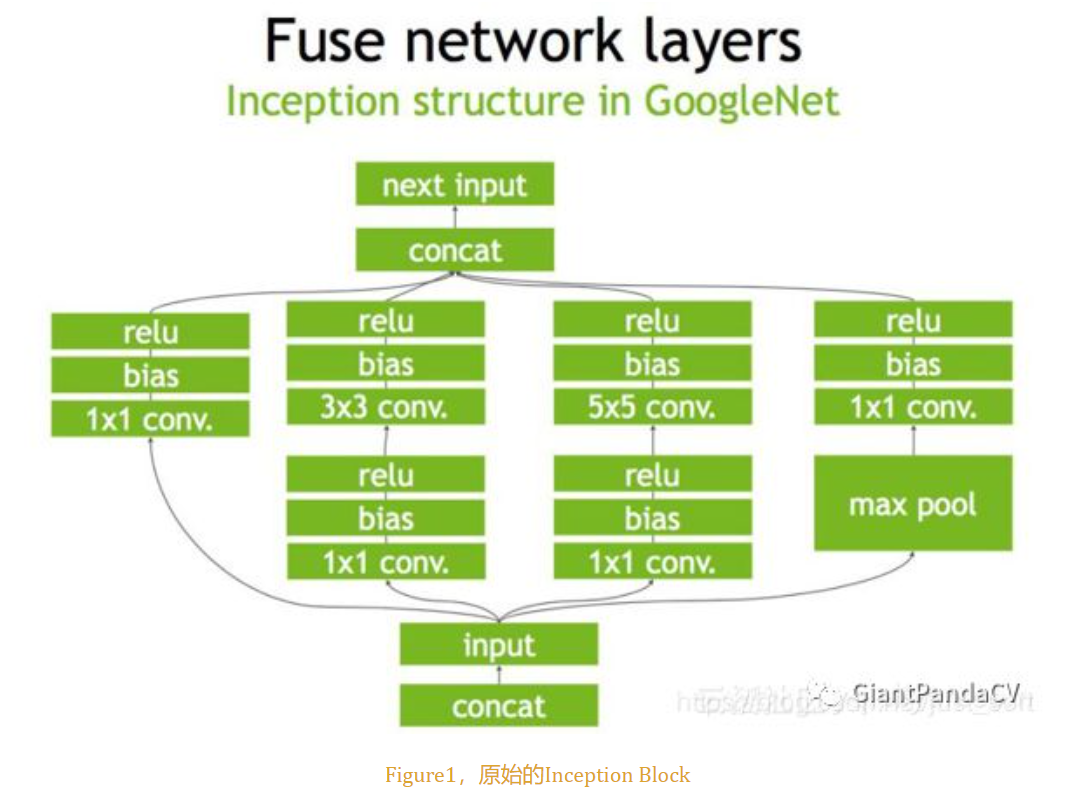 Fuse network layers
Inception structure in GoogleNet
next input
concat
relu
bias
1x1 conv.
relu
bias
3x3 conv.
relu
bias
1x1 conv.
relu
bias
5x5 conv.
relu
bias
1x1 conv.
relu
bias
1x1 conv.
max pool
input
concat
GiantPandaCV
Figure1，原始的Inception Block